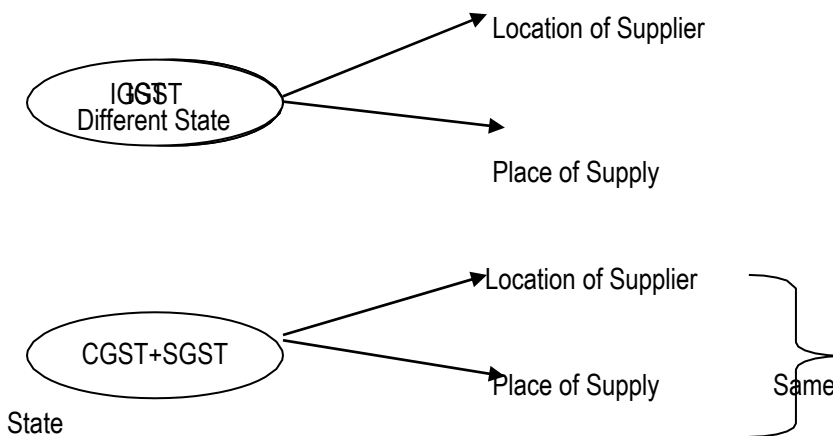 Location of Supplier
IGST
Different State
Place of Supply
Location of Supplier
CGST+SGST
Place of Supply
Same
State